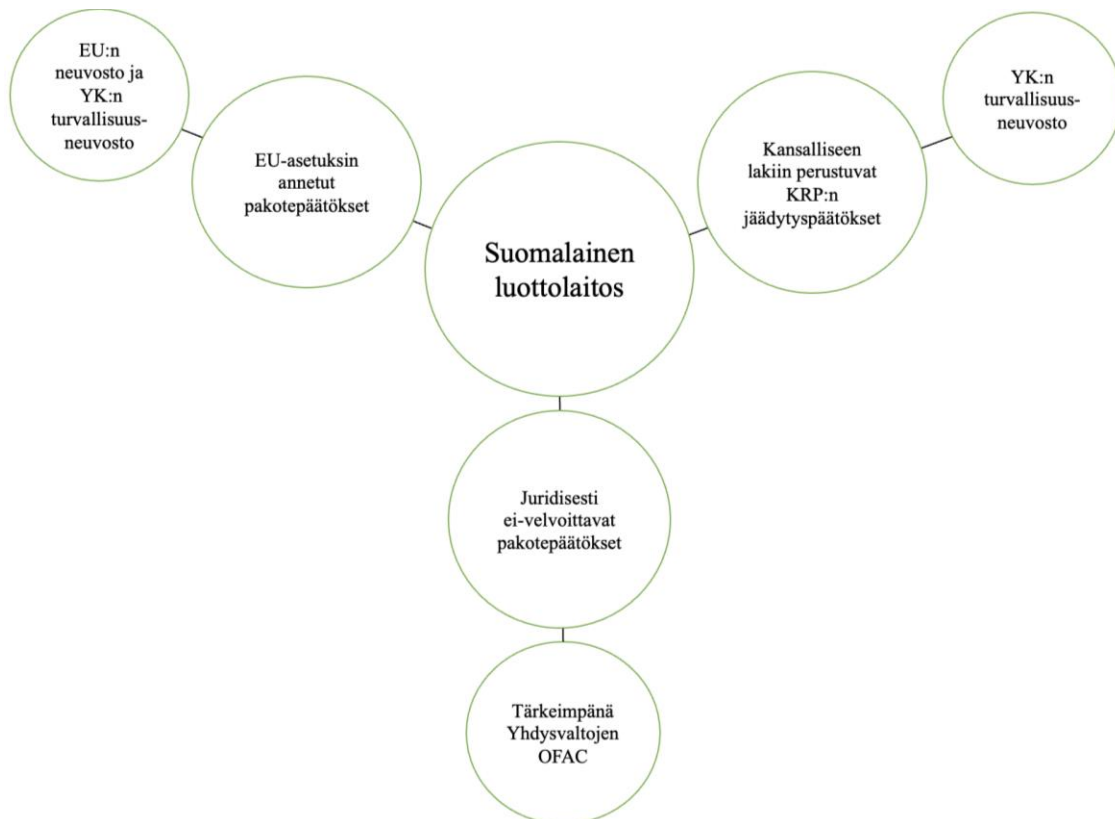 EU:n
neuvosto ja
YK:n
turvallisuus-
neuvosto
EU-asetuksin
annetut
pakotepäätökset
Suomalainen
luottolaitos
Kansalliseen
lakiin perustuvat
KRP:n
jäädytyspäätökset
YK:n
turvallisuus-
neuvosto
Juridisesti
ei-velvoittavat
pakotepäätökset
Tärkeimpänä
Yhdysvaltojen
OFAC